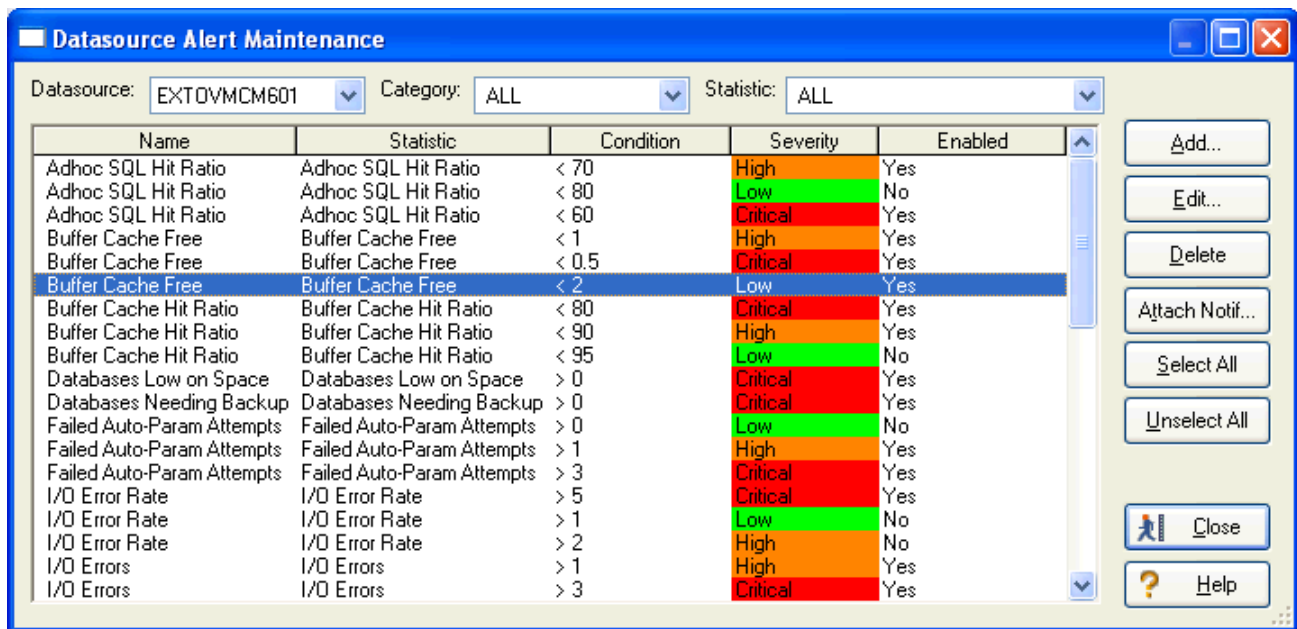 Datasource Alert Maintenance
Datasource: EXTOVMCM601 Category: ALL Statistic: ALL
Name Statistic Condition Severity Enabled
Adhoc SQL Hit Ratio Adhoc SQL Hit Ratio < 70 High Yes
Adhoc SQL Hit Ratio Adhoc SQL Hit Ratio < 80 Low No
Adhoc SQL Hit Ratio Adhoc SQL Hit Ratio < 60 Critical Yes
Buffer Cache Free Buffer Cache Free < 1 High Yes
Buffer Cache Free Buffer Cache Free < 0.5 Critical Yes
Buffer Cache Free Buffer Cache Free < 2 Low Yes
Buffer Cache Hit Ratio Buffer Cache Hit Ratio < 80 Critical Yes
Buffer Cache Hit Ratio Buffer Cache Hit Ratio < 90 High Yes
Buffer Cache Hit Ratio Buffer Cache Hit Ratio < 95 Low No
Databases Low on Space Databases Low on Space > 0 Critical Yes
Databases Needing Backup Databases Needing Backup > 0 Critical Yes
Failed Auto-Param Attempts Failed Auto-Param Attempts > 0 Low No
Failed Auto-Param Attempts Failed Auto-Param Attempts > 1 High Yes
Failed Auto-Param Attempts Failed Auto-Param Attempts > 3 Critical Yes
I/O Error Rate I/O Error Rate > 5 Critical Yes
I/O Error Rate I/O Error Rate > 1 Low No
I/O Error Rate I/O Error Rate > 2 High No
I/O Errors I/O Errors > 1 High Yes
I/O Errors I/O Errors > 3 Critical Yes
Add...
Edit...
Delete
Attach Notif...
Select All
Unselect All
Close
Help